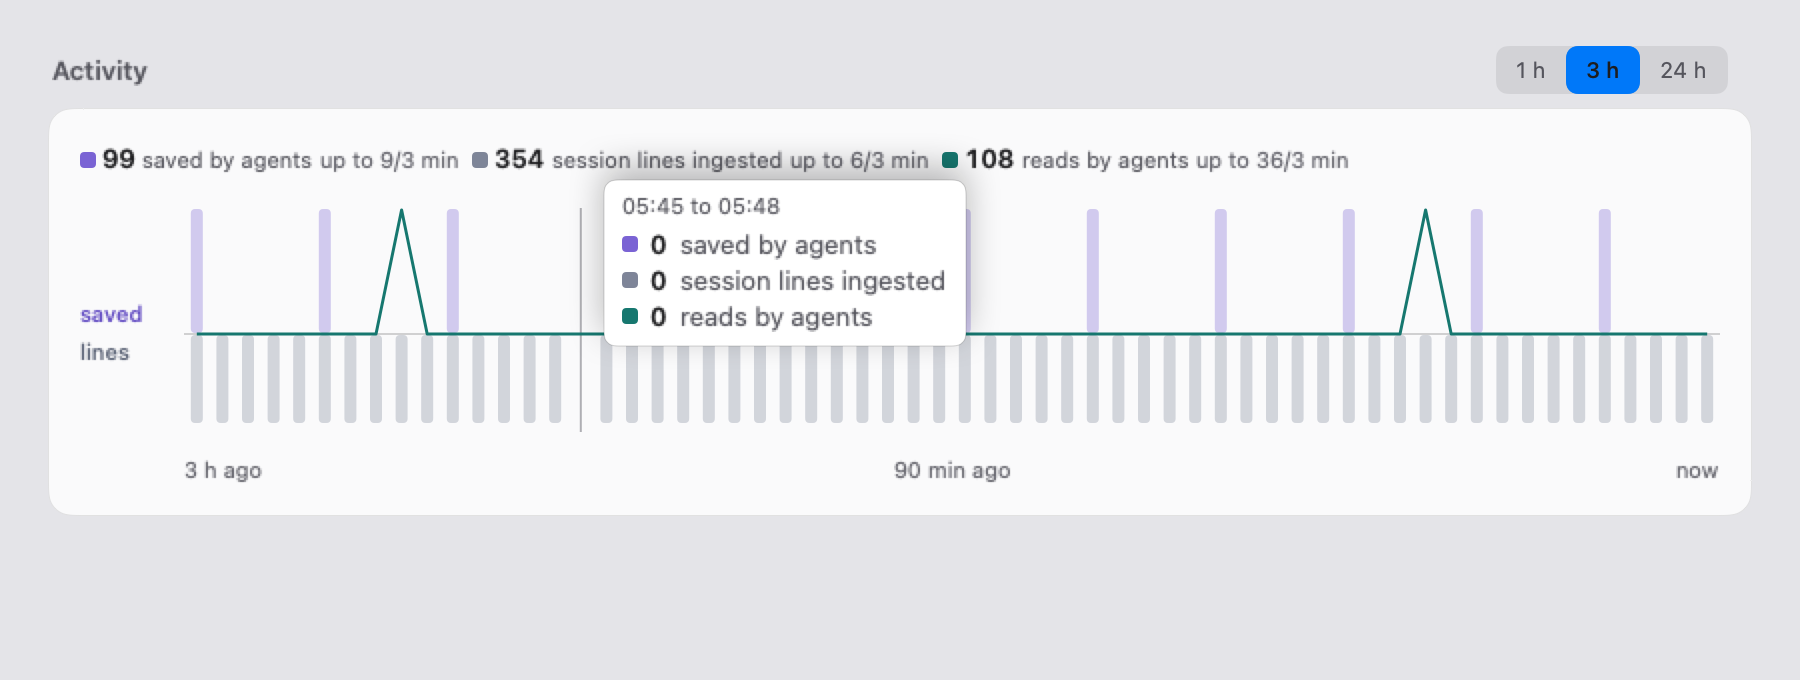 Activity
1 h 3 h 24 h
99 saved by agents up to 9/3 min 354 session lines ingested up to 6/3 min 108 reads by agents up to 36/3 min
05:45 to 05:48
0 saved by agents
0 session lines ingested
0 reads by agents
saved
lines
3 h ago 90 min ago now